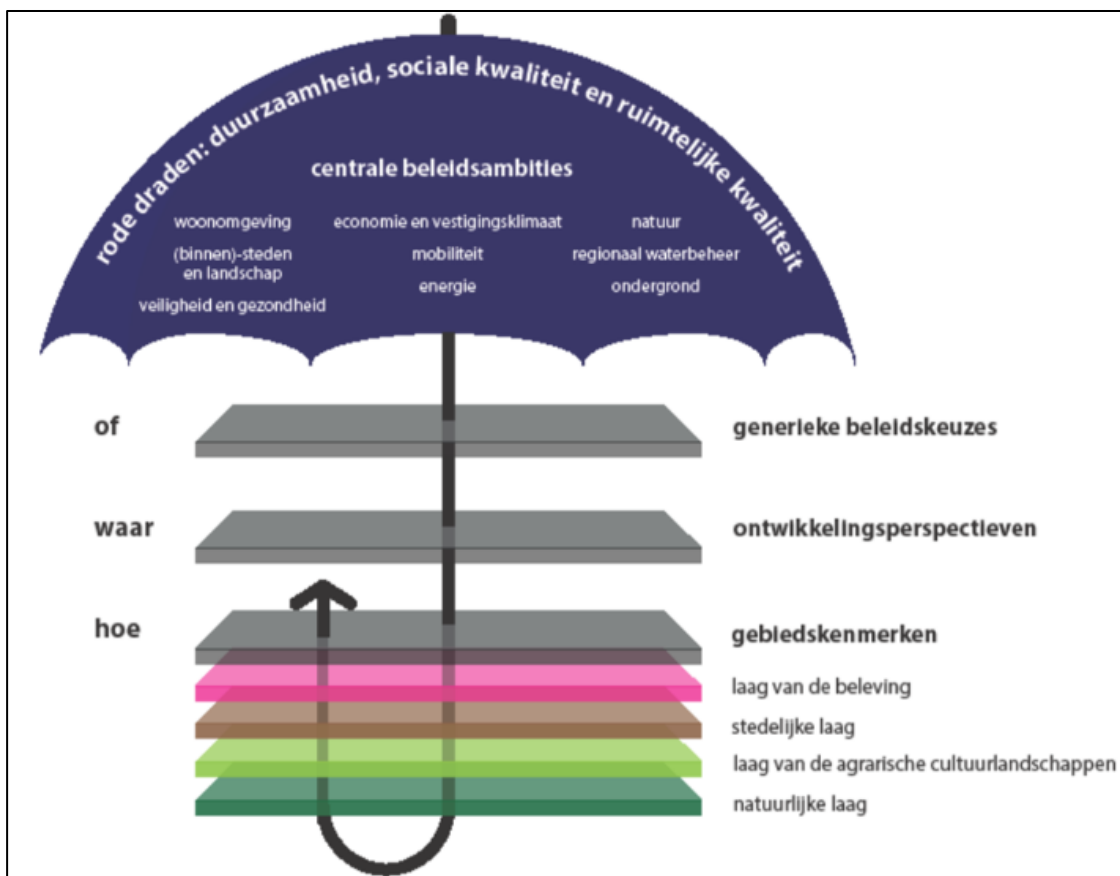 rode draden: duurzaamheid, sociale kwaliteit en ruimtelijke kwaliteit
centrale beleidsambities
woonomgeving
(binnen)-steden
en landschap
veiligheid en gezondheid
economie en vestigingsklimaat
mobiliteit
energie
natuur
regionaal waterbeheer
ondergrond
of
generieke beleidskeuzes
waar
ontwikkelingsperspectieven
hoe
gebiedskenmerken
laag van de beleving
stedelijke laag
laag van de agrarische cultuurlandschappen
natuurlijke laag